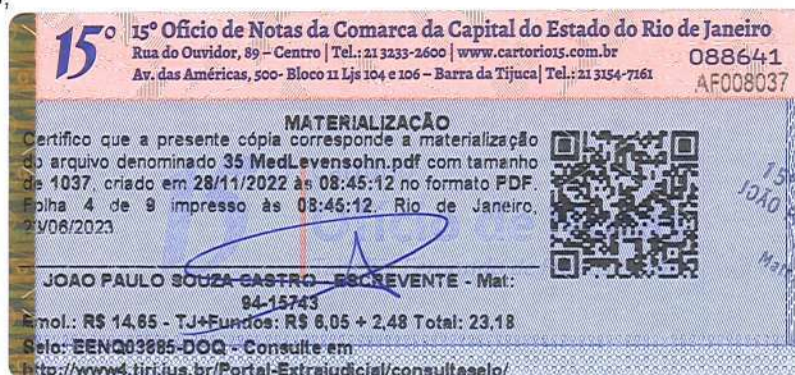 15º 15º Ofício de Notas da Comarca da Capital do Estado do Rio de Janeiro
Rua do Ouvidor, 89 – Centro | Tel.: 21 3233-2600 | www.cartorio15.com.br
Av. das Américas, 500- Bloco 11 Ljs 104 e 106 – Barra da Tijuca| Tel.: 21 3154-7161
088641
AF008037
MATERIALIZAÇÃO
Certifico que a presente cópia corresponde a materialização
do arquivo denominado 35 MedLevensohn.pdf com tamanho
de 1037, criado em 28/11/2022 às 08:45:12 no formato PDF.
Folha 4 de 9 impresso às 08:45:12. Rio de Janeiro,
23/06/2023
JOAO PAULO SOUZA CASTRO - ESCREVENTE - Mat:
94-15743
Emol.: R$ 14,65 - TJ+Fundos: R$ 6,05 + 2,48 Total: 23,18
Selo: EENQ03885-DOQ - Consulte em
http://www4.tjrj.jus.br/Portal-Extrajudicial/consultaselo/
15
JOÃO
Mat